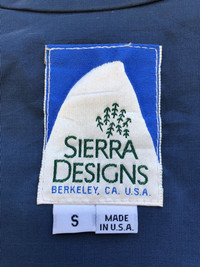 SIERRA
DESIGNS
BERKELEY, CA. U.S.A.
S
MADE
IN U.S.A.